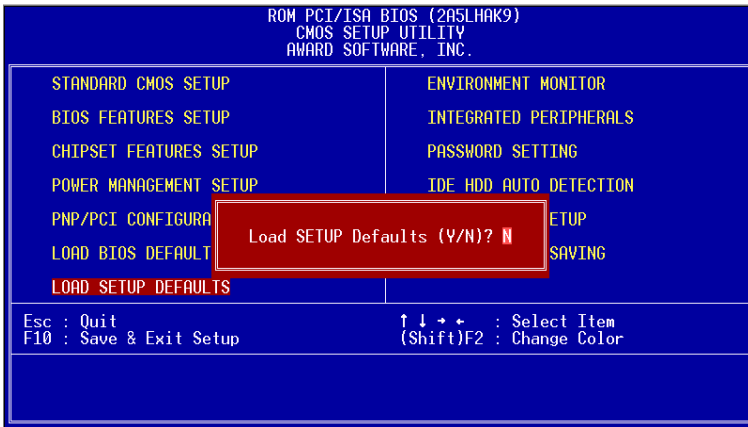 ROM PCI/ISA BIOS (2A5LHAK9)
CMOS SETUP UTILITY
AWARD SOFTWARE, INC.
STANDARD CMOS SETUP
BIOS FEATURES SETUP
CHIPSET FEATURES SETUP
POWER MANAGEMENT SETUP
PNP/PCI CONFIGURA
LOAD BIOS DEFAULT
LOAD SETUP DEFAULTS
ENVIRONMENT MONITOR
INTEGRATED PERIPHERALS
PASSWORD SETTING
IDE HDD AUTO DETECTION
ETUP
SAVING
Load SETUP Defaults (Y/N)? N
Esc : Quit
F10 : Save & Exit Setup
↑ ↓ → ← : Select Item
(Shift)F2 : Change Color